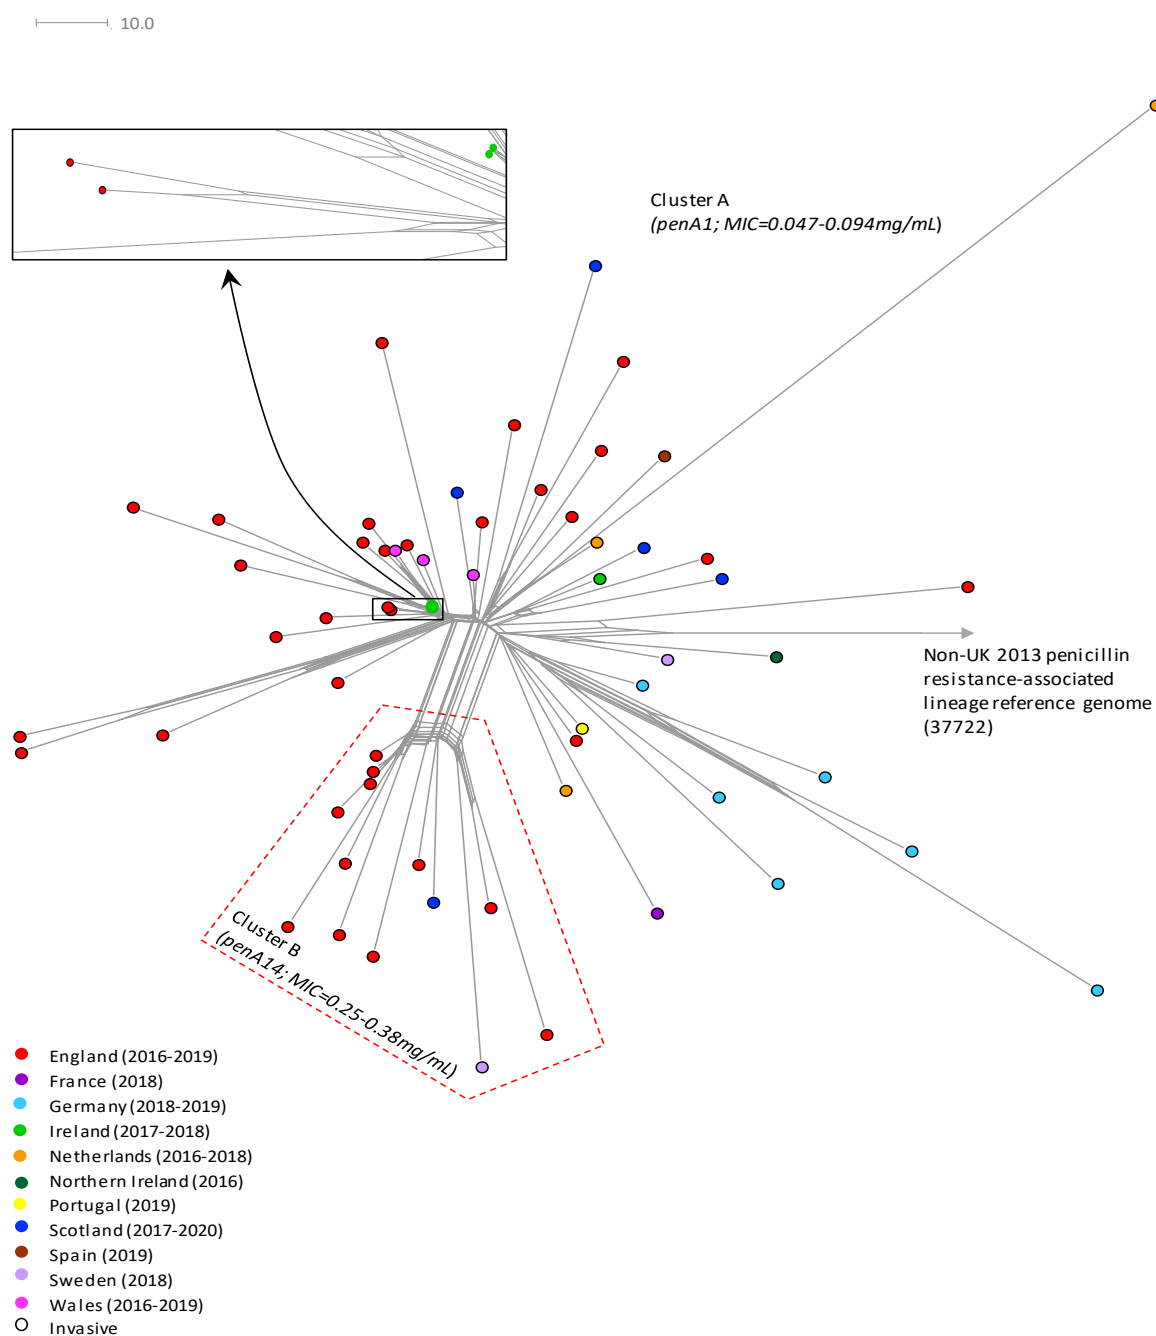 10.0
Cluster A
(penA1; MIC=0.047-0.094mg/mL)
Non-UK 2013 penicillin
resistance-associated
lineage reference genome
(37722)
Cluster B
(penA14; MIC=0.25-0.38mg/mL)
England (2016-2019)
France (2018)
Germany (2018-2019)
Ireland (2017-2018)
Netherlands (2016-2018)
Northern Ireland (2016)
Portugal (2019)
Scotland (2017-2020)
Spain (2019)
Sweden (2018)
Wales (2016-2019)
Invasive